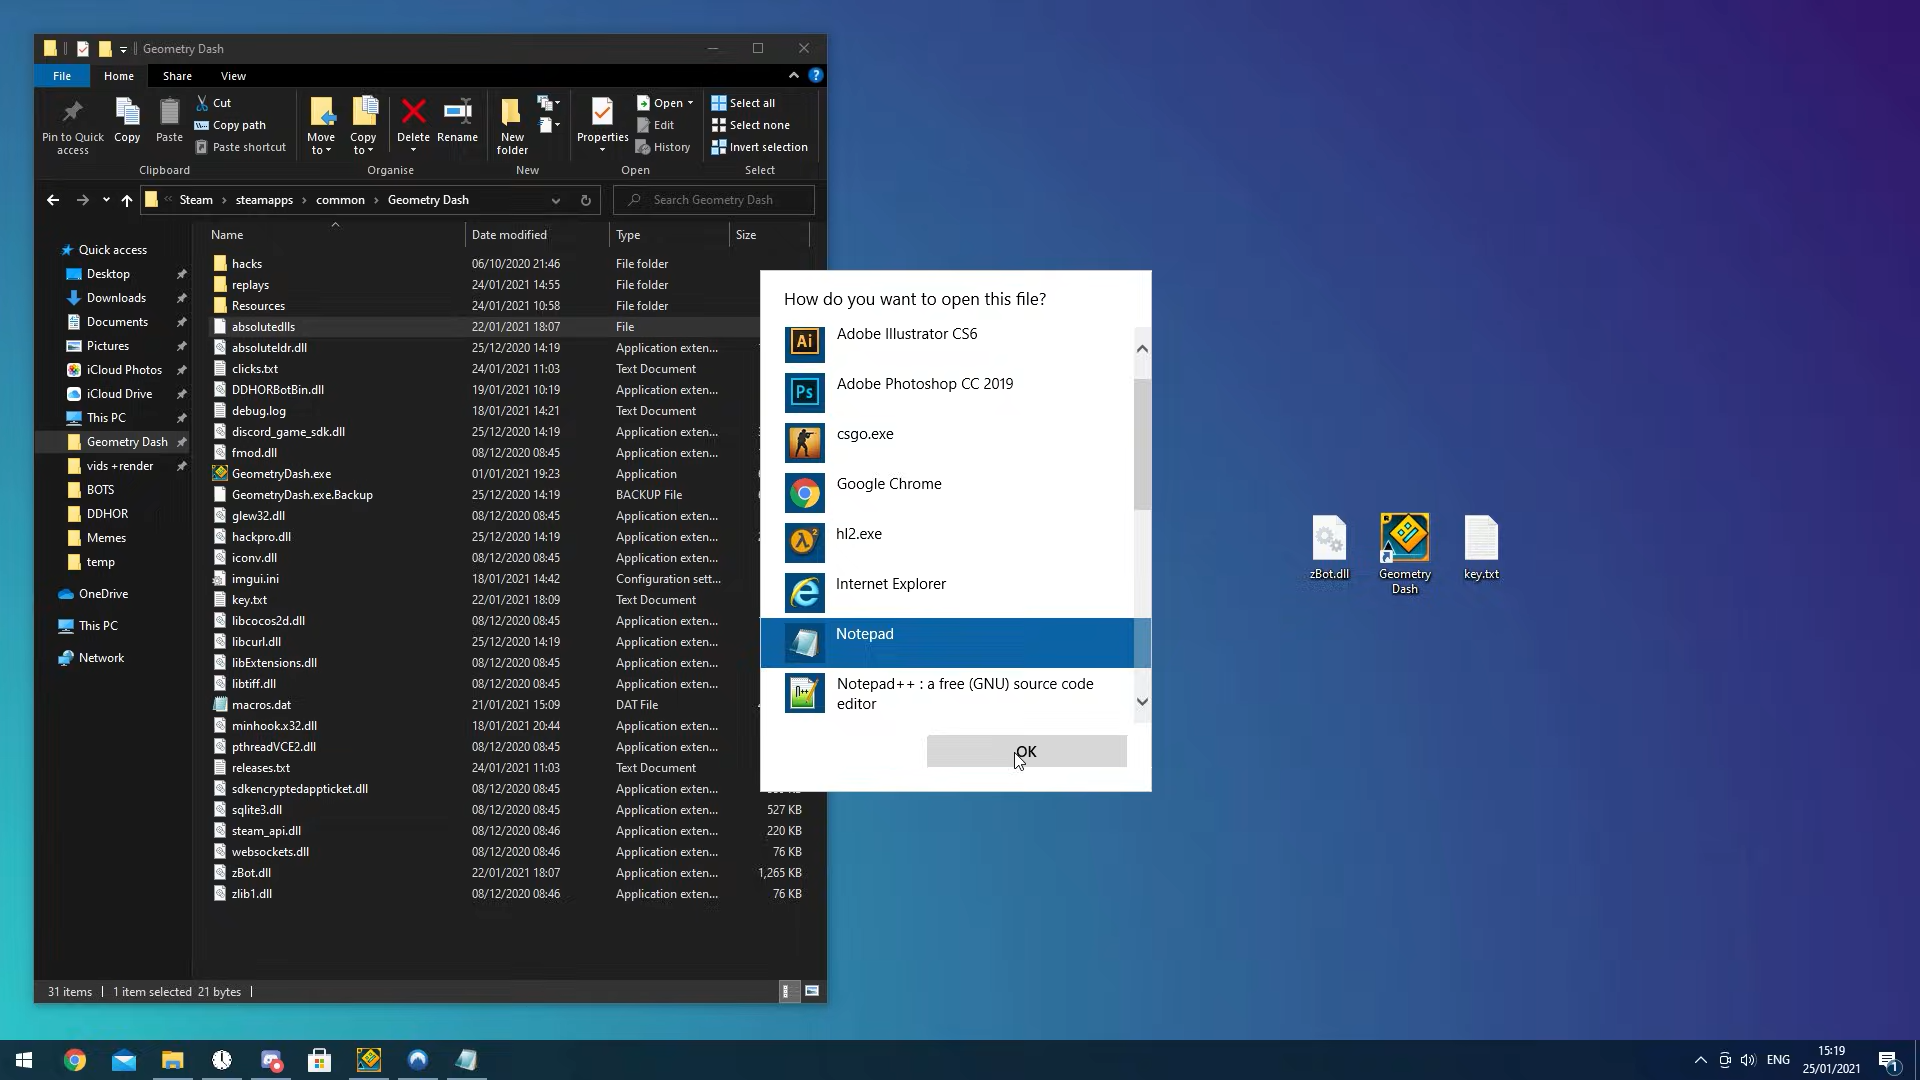 Geometry Dash
File Home Share View
Pin to Quick access
Copy
Paste
Cut
Copy path
Paste shortcut
Clipboard
Move to
Copy to
Delete
Rename
Organise
New folder
New
Properties
Open
Edit
History
Open
Select all
Select none
Invert selection
Select
Steam › steamapps › common › Geometry Dash
Search Geometry Dash
Quick access
Desktop
Downloads
Documents
Pictures
iCloud Photos
iCloud Drive
This PC
Geometry Dash
vids +render
BOTS
DDHOR
Memes
temp
OneDrive
This PC
Network
Name Date modified Type Size
hacks 06/10/2020 21:46 File folder
replays 24/01/2021 14:55 File folder
Resources 24/01/2021 10:58 File folder
absolutedlls 22/01/2021 18:07 File
absoluteldr.dll 25/12/2020 14:19 Application exten...
clicks.txt 24/01/2021 11:03 Text Document
DDHORBotBin.dll 19/01/2021 10:19 Application exten...
debug.log 18/01/2021 14:21 Text Document
discord_game_sdk.dll 25/12/2020 14:19 Application exten...
fmod.dll 08/12/2020 08:45 Application exten...
GeometryDash.exe 01/01/2021 19:23 Application
GeometryDash.exe.Backup 25/12/2020 14:19 BACKUP File
glew32.dll 08/12/2020 08:45 Application exten...
hackpro.dll 25/12/2020 14:19 Application exten...
iconv.dll 08/12/2020 08:45 Application exten...
imgui.ini 18/01/2021 14:42 Configuration sett...
key.txt 22/01/2021 18:09 Text Document
libcocos2d.dll 08/12/2020 08:45 Application exten...
libcurl.dll 25/12/2020 14:19 Application exten...
libExtensions.dll 08/12/2020 08:45 Application exten...
libtiff.dll 08/12/2020 08:45 Application exten...
macros.dat 21/01/2021 15:09 DAT File
minhook.x32.dll 18/01/2021 20:44 Application exten...
pthreadVCE2.dll 08/12/2020 08:45 Application exten...
releases.txt 24/01/2021 11:03 Text Document
sdkencryptedappticket.dll 08/12/2020 08:45 Application exten...
sqlite3.dll 08/12/2020 08:45 Application exten... 527 KB
steam_api.dll 08/12/2020 08:46 Application exten... 220 KB
websockets.dll 08/12/2020 08:46 Application exten... 76 KB
zBot.dll 22/01/2021 18:07 Application exten... 1,265 KB
zlib1.dll 08/12/2020 08:46 Application exten... 76 KB
31 items | 1 item selected 21 bytes |
How do you want to open this file?
Ai Adobe Illustrator CS6
Ps Adobe Photoshop CC 2019
csgo.exe
Google Chrome
hl2.exe
Internet Explorer
Notepad
Notepad++ : a free (GNU) source code
editor
OK
zBot.dll
Geometry
Dash
key.txt
ENG
15:19
25/01/2021
1